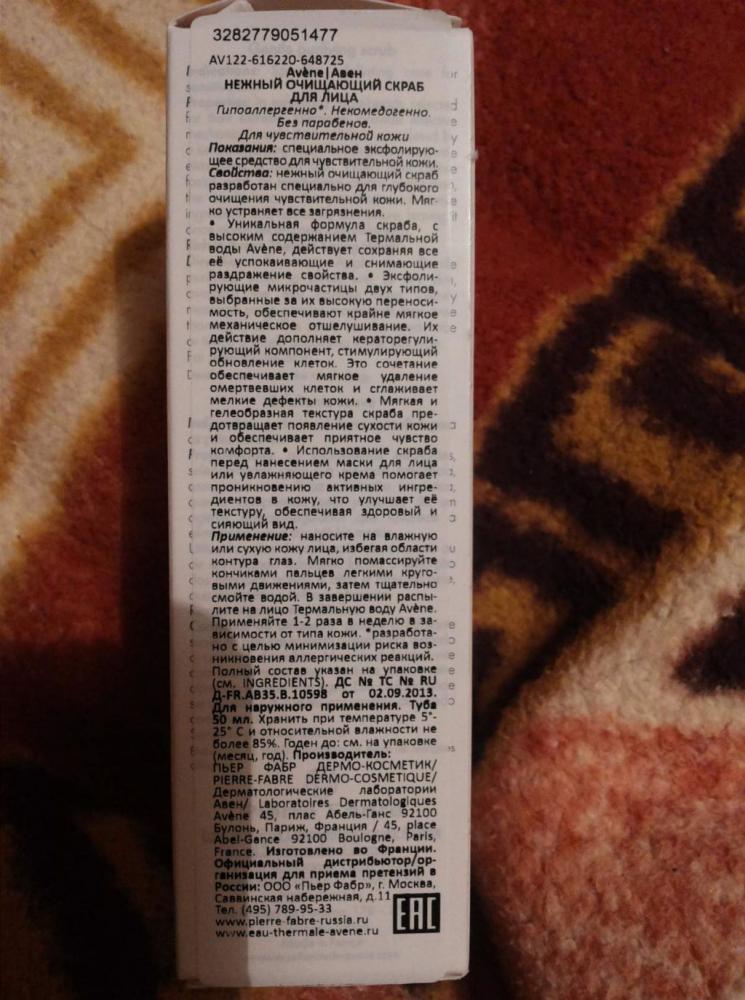 3282779051477
AV122-616220-648725
Avène|Авен
НЕЖНЫЙ ОЧИЩАЮЩИЙ СКРАБ
ДЛЯ ЛИЦА
Гипоаллергенно*. Некомедогенно.
Без парабенов.
Для чувствительной кожи
Показания: специальное эксфолирую-
щее средство для чувствительной кожи.
Свойства: нежный очищающий скраб
разработан специально для глубокого
очищения чувствительной кожи. Мяг-
ко устраняет все загрязнения.
• Уникальная формула скраба, с
высоким содержанием Термальной
воды Avène, действует сохраняя все
её успокаивающие и снимающие
раздражение свойства. • Эксфоли-
рующие микрочастицы двух типов,
выбранные за их высокую переноси-
мость, обеспечивают крайне мягкое
механическое отшелушивание. Их
действие дополняет кераторегули-
рующий компонент, стимулирующий
обновление клеток. Это сочетание
обеспечивает мягкое удаление
омертвевших клеток и сглаживает
мелкие дефекты кожи. • Мягкая и
гелеобразная текстура скраба пре-
дотвращает появление сухости кожи
и обеспечивает приятное чувство
комфорта. • Использование скраба
перед нанесением маски для лица
или увлажняющего крема помогает
проникновению активных ингре-
диентов в кожу, что улучшает её
текстуру, обеспечивая здоровый и
сияющий вид.
Применение: наносите на влажную
или сухую кожу лица, избегая области
контура глаз. Мягко помассируйте
кончиками пальцев легкими круго-
выми движениями, затем тщательно
смойте водой. В завершении распы-
лите на лицо Термальную воду Avène.
Применяйте 1-2 раза в неделю в за-
висимости от типа кожи. *разработа-
но с целью минимизации риска воз-
никновения аллергических реакций.
Полный состав указан на упаковке
(см. INGREDIENTS). ДС № ТС № RU
Д-FR.АВ35.В.10598 от 02.09.2013.
Для наружного применения. Туба
50 мл. Хранить при температуре 5°-
25° С и относительной влажности не
более 85%. Годен до: см. на упаковке
(месяц, год). Производитель:
ПЬЕР ФАБР ДЕРМО-КОСМЕТИК/
PIERRE-FABRE DERMO-COSMETIQUE/
Дерматологические лаборатории
Авен/ Laboratoires Dermatologiques
Avène 45, плас Абель-Ганс 92100
Булонь, Париж, Франция / 45, place
Abel-Gance 92100 Boulogne, Paris,
France. Изготовлено во Франции.
Официальный дистрибьютор/ор-
ганизация для приема претензий в
России: ООО «Пьер Фабр», г. Москва,
Саввинская набережная, д.11
Тел. (495) 789-95-33
www.pierre-fabre-russia.ru
www.eau-thermale-avene.ru
EAC